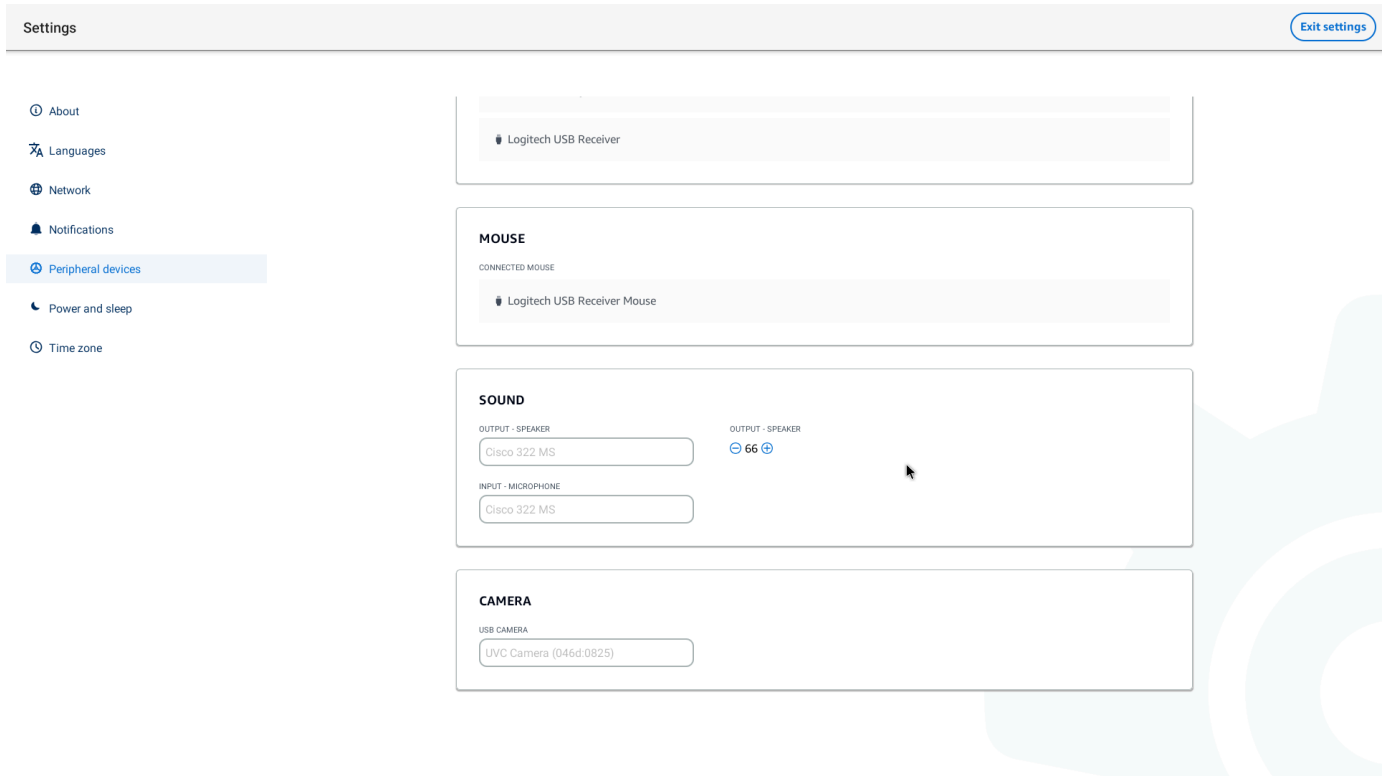 Settings
Exit settings
About
Languages
Network
Notifications
Peripheral devices
Power and sleep
Time zone
Logitech USB Receiver
MOUSE
CONNECTED MOUSE
Logitech USB Receiver Mouse
SOUND
OUTPUT - SPEAKER
Cisco 322 MS
OUTPUT - SPEAKER
66
INPUT - MICROPHONE
Cisco 322 MS
CAMERA
USB CAMERA
UVC Camera (046d:0825)